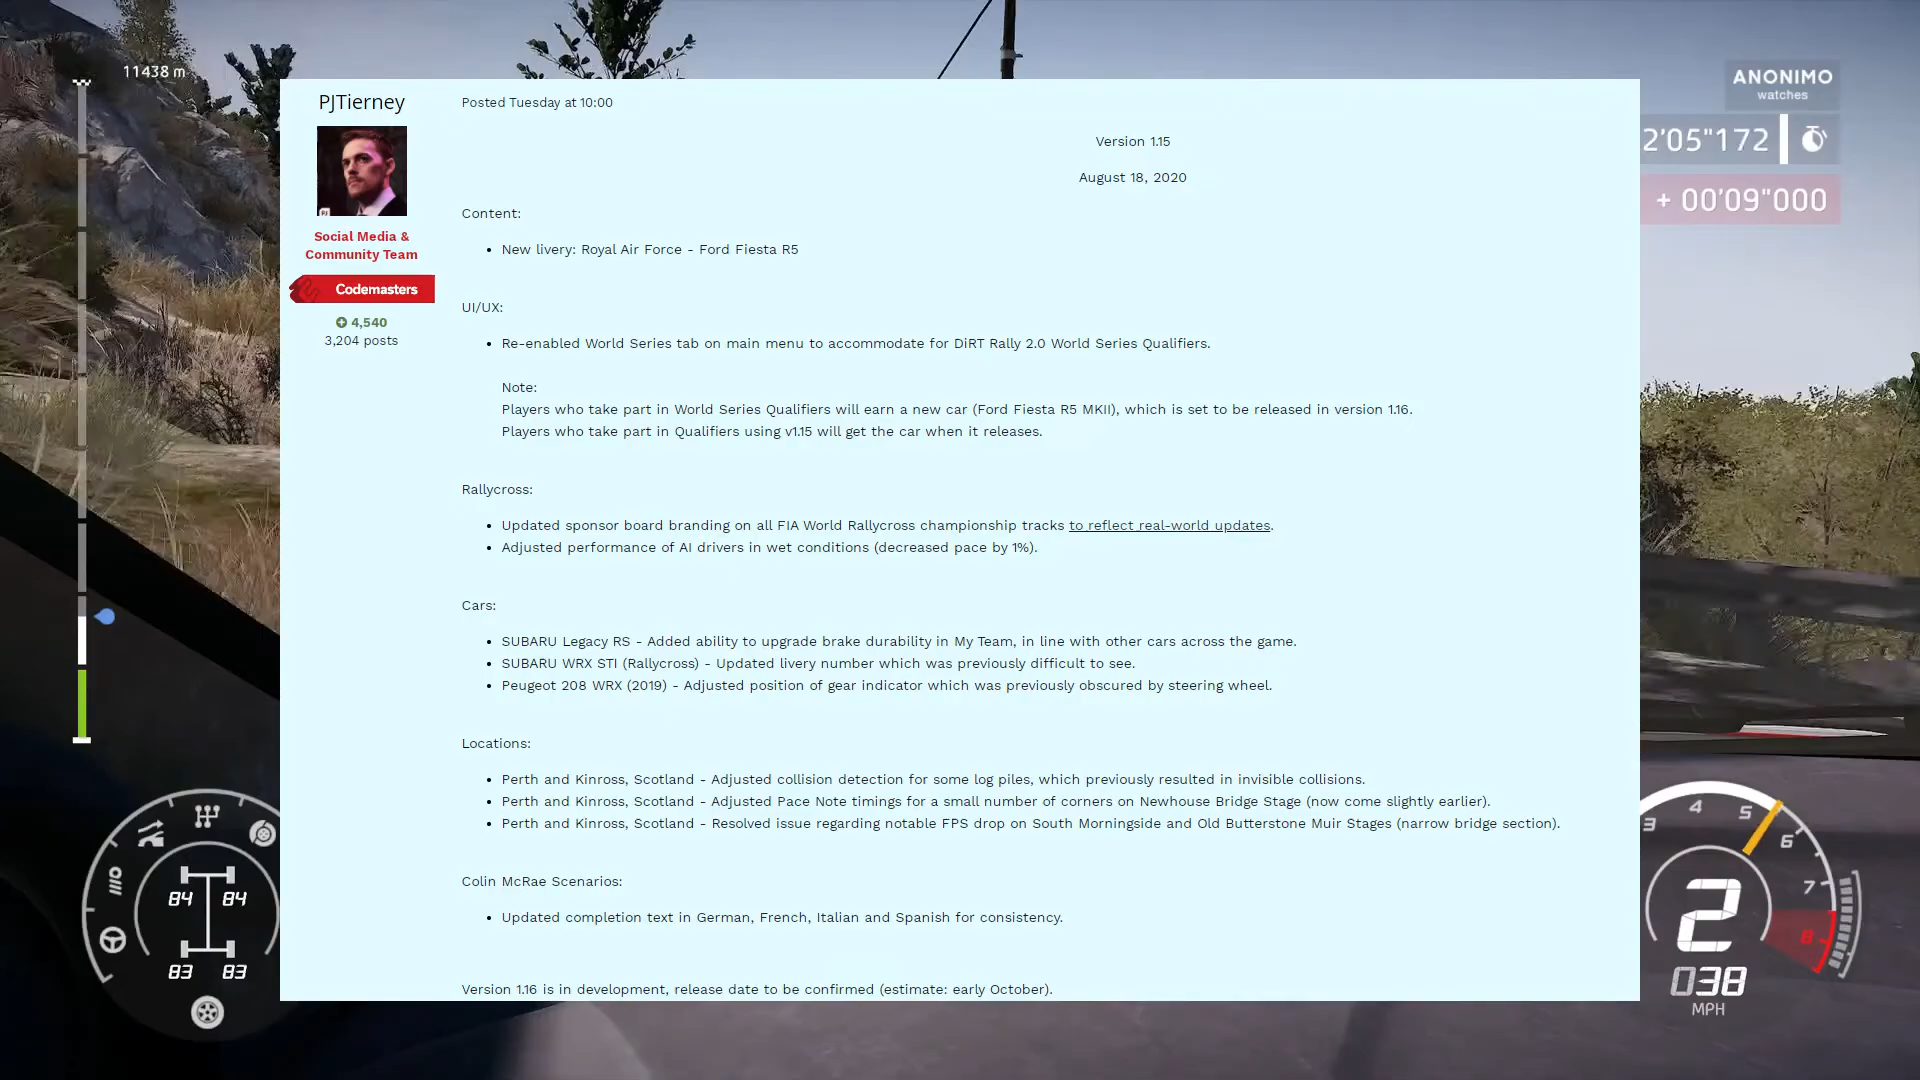 11438 m
ANONIMO
watches
2'05"172
+ 00'09"000
PJTierney
Social Media &
Community Team
Codemasters
4,540
3,204 posts
Posted Tuesday at 10:00
Version 1.15
August 18, 2020
Content:
• New livery: Royal Air Force - Ford Fiesta R5
UI/UX:
• Re-enabled World Series tab on main menu to accommodate for DiRT Rally 2.0 World Series Qualifiers.
Note:
Players who take part in World Series Qualifiers will earn a new car (Ford Fiesta R5 MKII), which is set to be released in version 1.16.
Players who take part in Qualifiers using v1.15 will get the car when it releases.
Rallycross:
• Updated sponsor board branding on all FIA World Rallycross championship tracks to reflect real-world updates.
• Adjusted performance of AI drivers in wet conditions (decreased pace by 1%).
Cars:
• SUBARU Legacy RS - Added ability to upgrade brake durability in My Team, in line with other cars across the game.
• SUBARU WRX STI (Rallycross) - Updated livery number which was previously difficult to see.
• Peugeot 208 WRX (2019) - Adjusted position of gear indicator which was previously obscured by steering wheel.
Locations:
• Perth and Kinross, Scotland - Adjusted collision detection for some log piles, which previously resulted in invisible collisions.
• Perth and Kinross, Scotland - Adjusted Pace Note timings for a small number of corners on Newhouse Bridge Stage (now come slightly earlier).
• Perth and Kinross, Scotland - Resolved issue regarding notable FPS drop on South Morningside and Old Butterstone Muir Stages (narrow bridge section).
Colin McRae Scenarios:
• Updated completion text in German, French, Italian and Spanish for consistency.
Version 1.16 is in development, release date to be confirmed (estimate: early October).
84 84
83 83
3 4 5 6 7 8
2
038
MPH